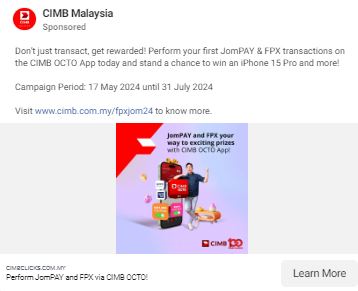 CIMB Malaysia
Sponsored
Don't just transact, get rewarded! Perform your first JomPAY & FPX transactions on
the CIMB OCTO App today and stand a chance to win an iPhone 15 Pro and more!
Campaign Period: 17 May 2024 until 31 July 2024
Visit www.cimb.com.my/fpxjom24 to know more.
JomPAY and FPX your
way to exciting prizes
with CIMB OCTO App!
CIMB
CIMBCLICKS.COM.MY
Perform JomPAY and FPX via CIMB OCTO!
Learn More